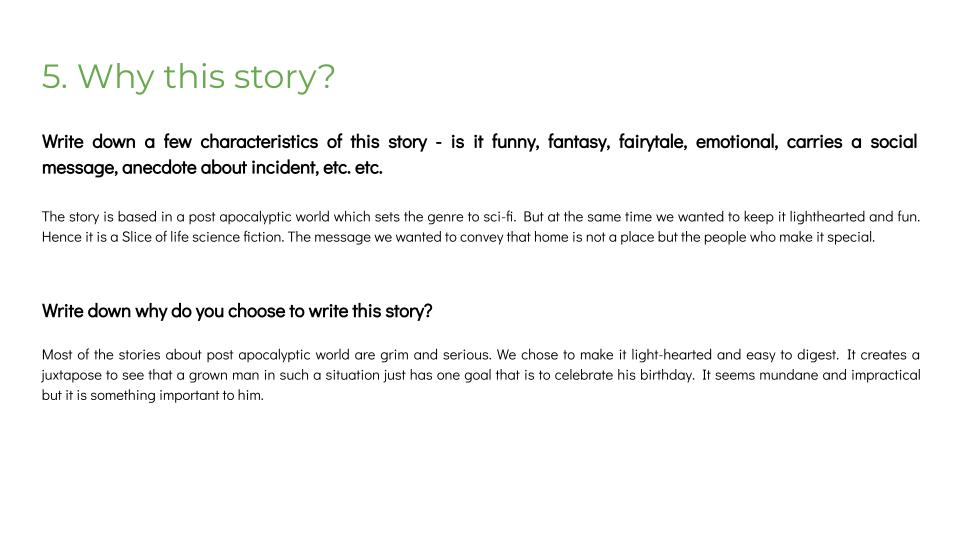 5. Why this story?
Write down a few characteristics of this story - is it funny, fantasy, fairytale, emotional, carries a social
message, anecdote about incident, etc. etc.
The story is based in a post apocalyptic world which sets the genre to sci-fi. But at the same time we wanted to keep it lighthearted and fun.
Hence it is a Slice of life science fiction. The message we wanted to convey that home is not a place but the people who make it special.
Write down why do you choose to write this story?
Most of the stories about post apocalyptic world are grim and serious. We chose to make it light-hearted and easy to digest. It creates a
juxtapose to see that a grown man in such a situation just has one goal that is to celebrate his birthday. It seems mundane and impractical
but it is something important to him.